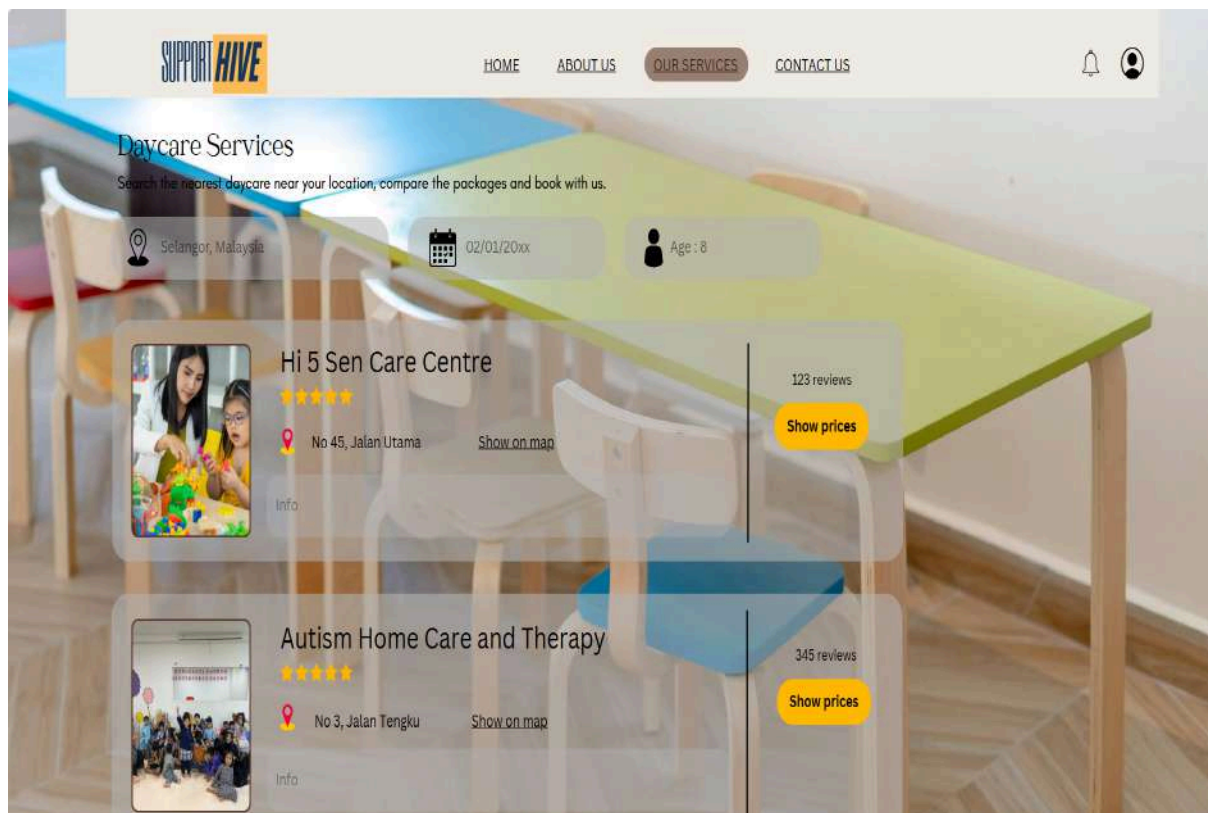 SUPPORT HIVE
HOME ABOUT US OUR SERVICES CONTACT US
Daycare Services
Search the nearest daycare near your location, compare the packages and book with us.
Selangor, Malaysia 02/01/20xx Age : 8
Hi 5 Sen Care Centre
123 reviews
Show prices
No 45, Jalan Utama Show on map
Info
Autism Home Care and Therapy
345 reviews
Show prices
No 3, Jalan Tengku Show on map
Info